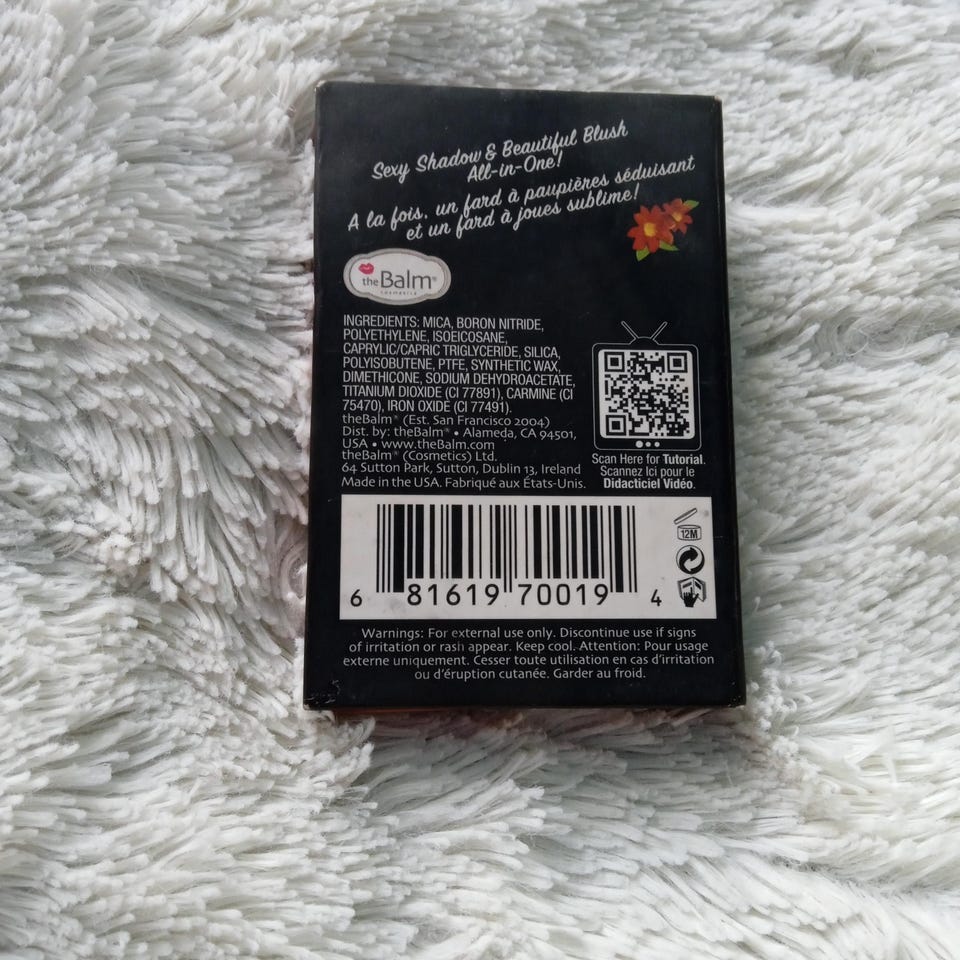 Sexy Shadow & Beautiful Blush
All-in-One!
A la fois, un fard à paupières séduisant
et un fard à joues sublime!
theBalm®
cosmetics
INGREDIENTS: MICA, BORON NITRIDE,
POLYETHYLENE, ISOEICOSANE,
CAPRYLIC/CAPRIC TRIGLYCERIDE, SILICA,
POLYISOBUTENE, PTFE, SYNTHETIC WAX,
DIMETHICONE, SODIUM DEHYDROACETATE,
TITANIUM DIOXIDE (CI 77891), CARMINE (CI
75470), IRON OXIDE (CI 77491).
theBalm® (Est. San Francisco 2004)
Dist. by: theBalm® • Alameda, CA 94501,
USA • www.theBalm.com
theBalm® (Cosmetics) Ltd.
64 Sutton Park, Sutton, Dublin 13, Ireland
Made in the USA. Fabriqué aux États-Unis.
Scan Here for Tutorial.
Scannez Ici pour le
Didacticiel Vidéo.
12M
6 81619 70019 4
Warnings: For external use only. Discontinue use if signs
of irritation or rash appear. Keep cool. Attention: Pour usage
externe uniquement. Cesser toute utilisation en cas d'irritation
ou d'éruption cutanée. Garder au froid.